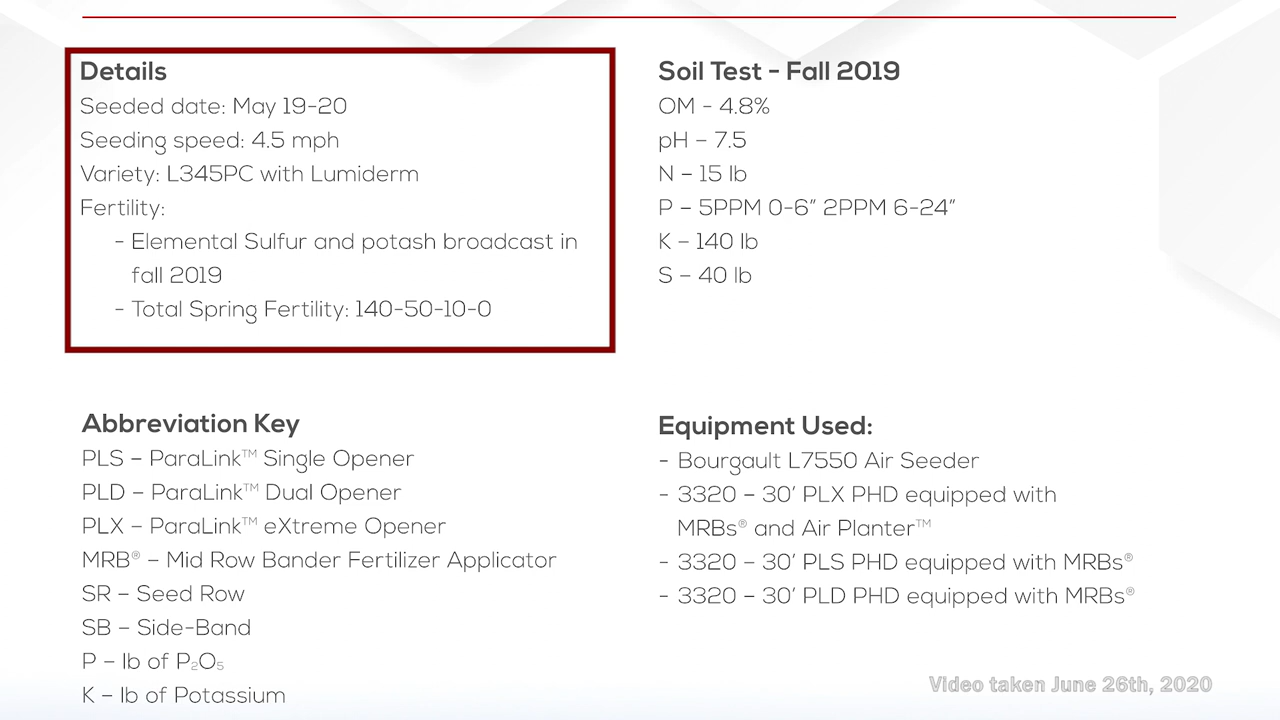 Details
Seeded date: May 19-20
Seeding speed: 4.5 mph
Variety: L345PC with Lumiderm
Fertility:
- Elemental Sulfur and potash broadcast in
fall 2019
- Total Spring Fertility: 140-50-10-0
Soil Test - Fall 2019
OM - 4.8%
pH – 7.5
N – 15 lb
P – 5PPM 0-6” 2PPM 6-24”
K – 140 lb
S – 40 lb
Abbreviation Key
PLS – ParaLink™ Single Opener
PLD – ParaLink™ Dual Opener
PLX – ParaLink™ eXtreme Opener
MRB® – Mid Row Bander Fertilizer Applicator
SR – Seed Row
SB – Side-Band
P – lb of P₂O₅
K – lb of Potassium
Equipment Used:
- Bourgault L7550 Air Seeder
- 3320 – 30’ PLX PHD equipped with
MRBs® and Air Planter™
- 3320 – 30’ PLS PHD equipped with MRBs®
- 3320 – 30’ PLD PHD equipped with MRBs®
Video taken June 26th, 2020